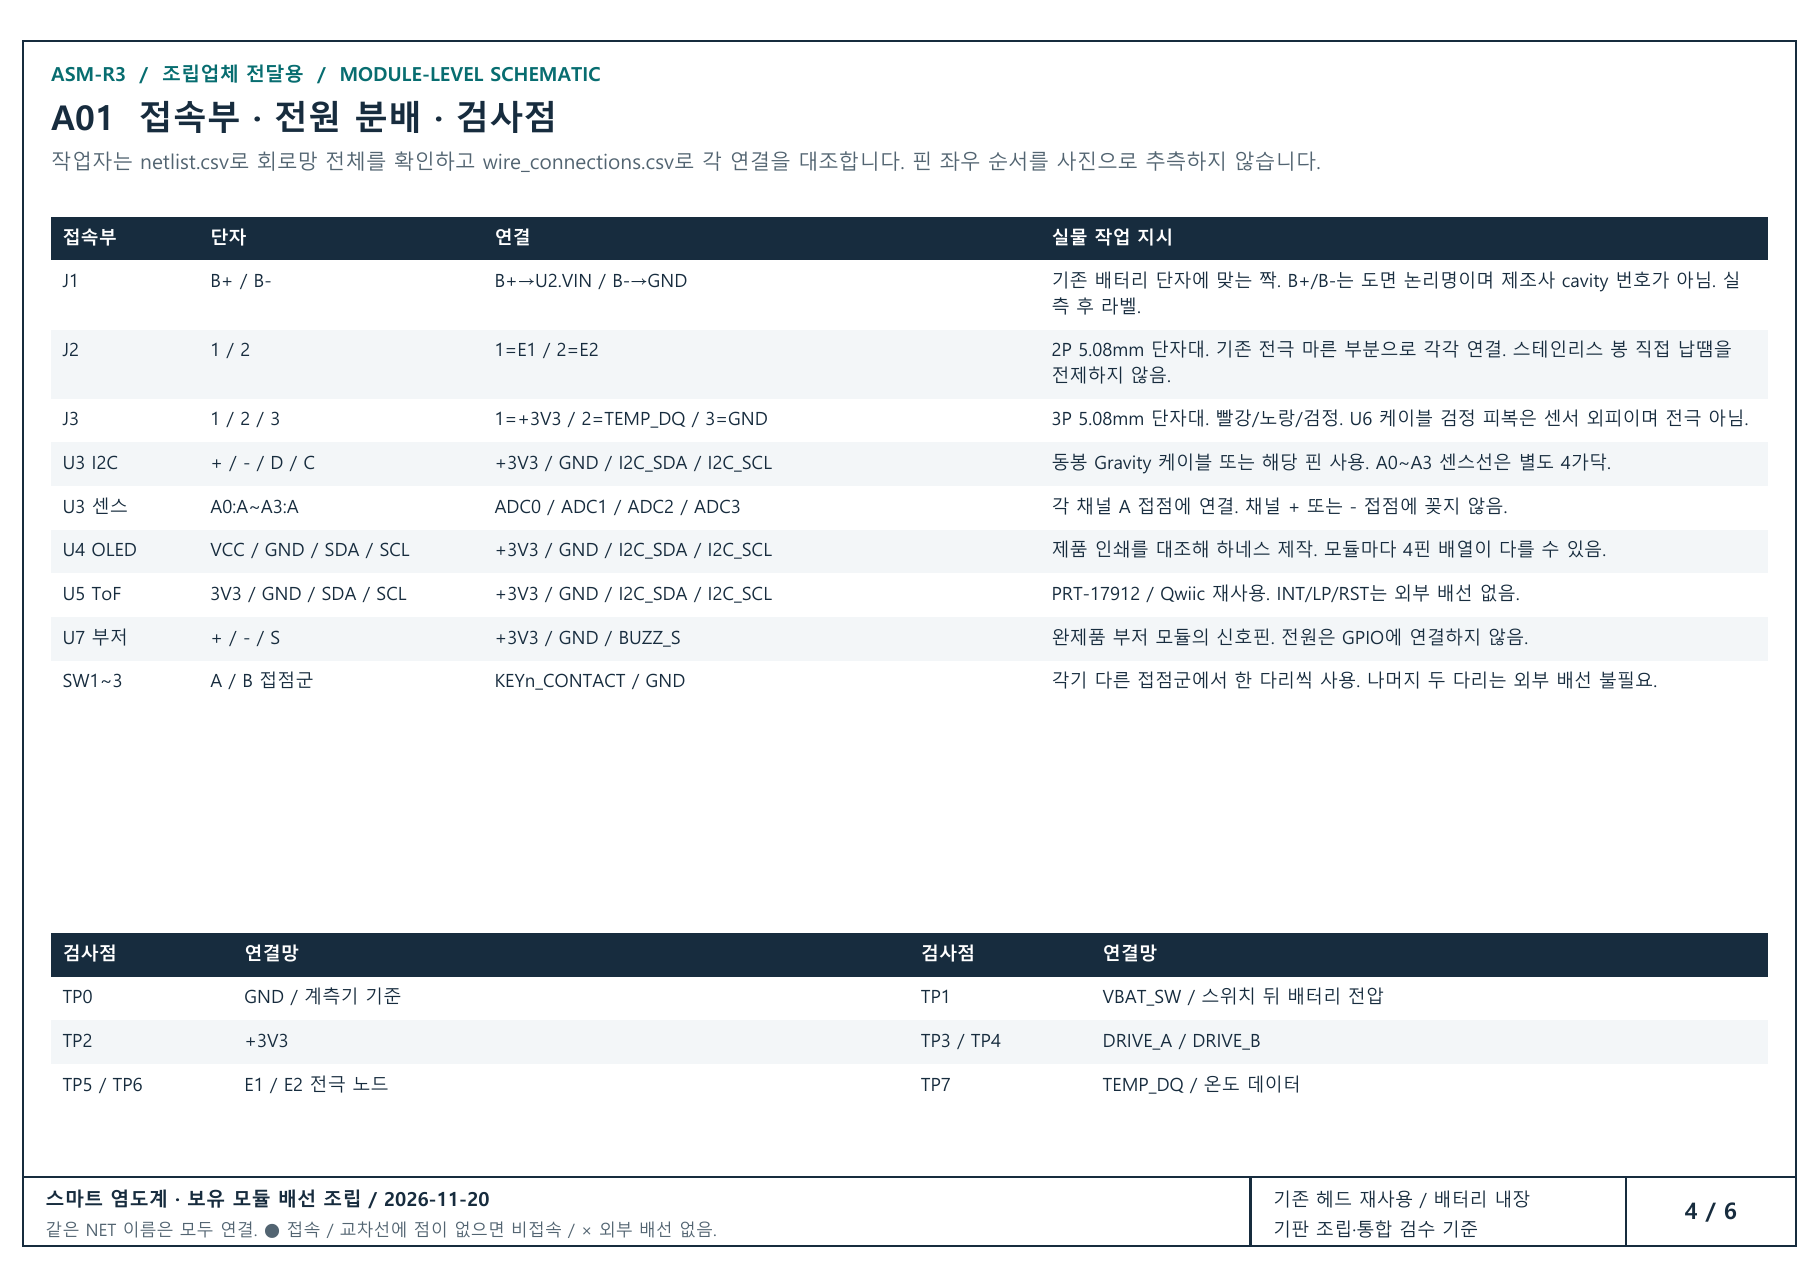 ASM-R3 / 조립업체 전달용 / MODULE-LEVEL SCHEMATIC
A01 접속부 · 전원 분배 · 검사점
작업자는 netlist.csv로 회로망 전체를 확인하고 wire_connections.csv로 각 연결을 대조합니다. 핀 좌우 순서를 사진으로 추측하지 않습니다.
접속부 단자 연결 실물 작업 지시
J1 B+ / B- B+→U2.VIN / B-→GND 기존 배터리 단자에 맞는 짝. B+/B-는 도면 논리명이며 제조사 cavity 번호가 아님. 실
측 후 라벨.
J2 1 / 2 1=E1 / 2=E2 2P 5.08mm 단자대. 기존 전극 마른 부분으로 각각 연결. 스테인리스 봉 직접 납땜을
전제하지 않음.
J3 1 / 2 / 3 1=+3V3 / 2=TEMP_DQ / 3=GND 3P 5.08mm 단자대. 빨강/노랑/검정. U6 케이블 검정 피복은 센서 외피이며 전극 아님.
U3 I2C + / - / D / C +3V3 / GND / I2C_SDA / I2C_SCL 동봉 Gravity 케이블 또는 해당 핀 사용. A0~A3 센스선은 별도 4가닥.
U3 센스 A0:A~A3:A ADC0 / ADC1 / ADC2 / ADC3 각 채널 A 접점에 연결. 채널 + 또는 - 접점에 꽂지 않음.
U4 OLED VCC / GND / SDA / SCL +3V3 / GND / I2C_SDA / I2C_SCL 제품 인쇄를 대조해 하네스 제작. 모듈마다 4핀 배열이 다를 수 있음.
U5 ToF 3V3 / GND / SDA / SCL +3V3 / GND / I2C_SDA / I2C_SCL PRT-17912 / Qwiic 재사용. INT/LP/RST는 외부 배선 없음.
U7 부저 + / - / S +3V3 / GND / BUZZ_S 완제품 부저 모듈의 신호핀. 전원은 GPIO에 연결하지 않음.
SW1~3 A / B 접점군 KEYn_CONTACT / GND 각기 다른 접점군에서 한 다리씩 사용. 나머지 두 다리는 외부 배선 불필요.
검사점 연결망 검사점 연결망
TP0 GND / 계측기 기준 TP1 VBAT_SW / 스위치 뒤 배터리 전압
TP2 +3V3 TP3 / TP4 DRIVE_A / DRIVE_B
TP5 / TP6 E1 / E2 전극 노드 TP7 TEMP_DQ / 온도 데이터
스마트 염도계 · 보유 모듈 배선 조립 / 2026-11-20
같은 NET 이름은 모두 연결. ● 접속 / 교차선에 점이 없으면 비접속 / × 외부 배선 없음.
기존 헤드 재사용 / 배터리 내장
기판 조립·통합 검수 기준
4 / 6